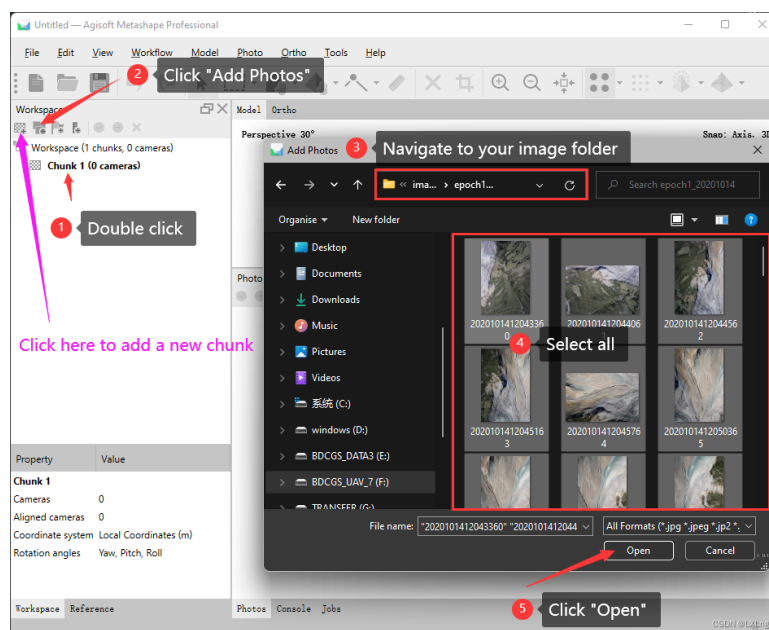 Untitled — Agisoft Metashape Professional
File Edit View Workflow Model Photo Ortho Tools Help
2 Click "Add Photos"
Workspace
Model Ortho
Perspective 30°
Snap: Axis, 3D
Workspace (1 chunks, 0 cameras)
Chunk 1 (0 cameras)
1 Double click
Click here to add a new chunk
Add Photos
3 Navigate to your image folder
« ima... › epoch1...
Search epoch1_20201014
Organise
New folder
Desktop
Documents
Downloads
Music
Pictures
Videos
系统 (C:)
windows (D:)
BDCGS_DATA3 (E:)
BDCGS_UAV_7 (F:)
TRANSFER (G:)
Photo
202010141204336
0
202010141204406
202010141204456
2
4 Select all
202010141204516
3
202010141204576
4
202010141205036
5
File name:
"2020101412043360" "2020101412044
All Formats (*.jpg *.jpeg *.jp2 *.
Open
Cancel
5 Click "Open"
Property Value
Chunk 1
Cameras 0
Aligned cameras 0
Coordinate system Local Coordinates (m)
Rotation angles Yaw, Pitch, Roll
Workspace Reference
Photos Console Jobs